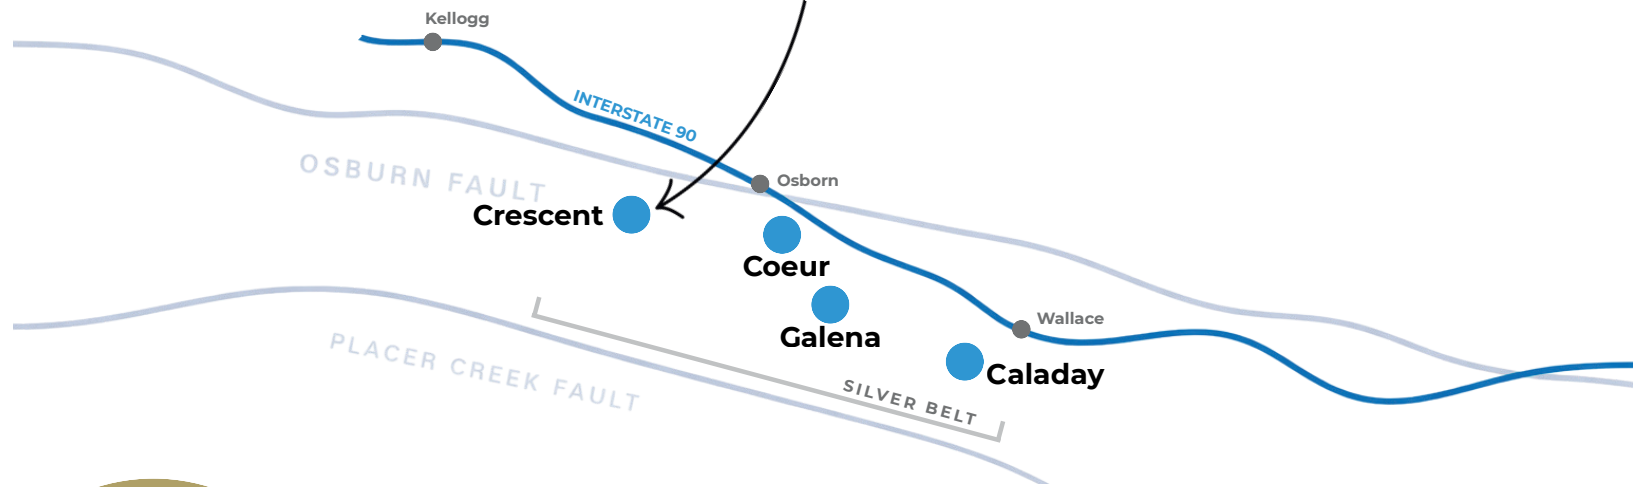 Kellogg
INTERSTATE 90
OSBURN FAULT
Osborn
Crescent
Coeur
Galena
Wallace
Caladay
PLACER CREEK FAULT
SILVER BELT